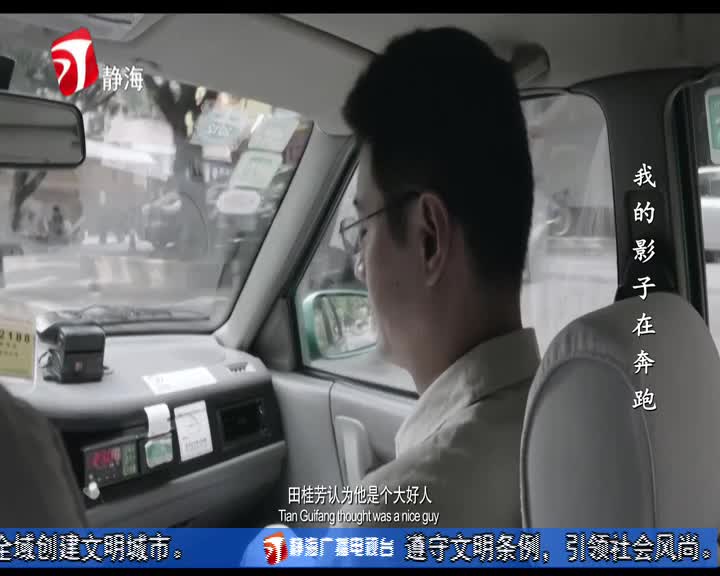 静海
我的影子在奔跑
2188
田桂芳认为他是个大好人
Tian Guifang thought was a nice guy
全域创建文明城市。
静海广播电视台
遵守文明条例,引领社会风尚。